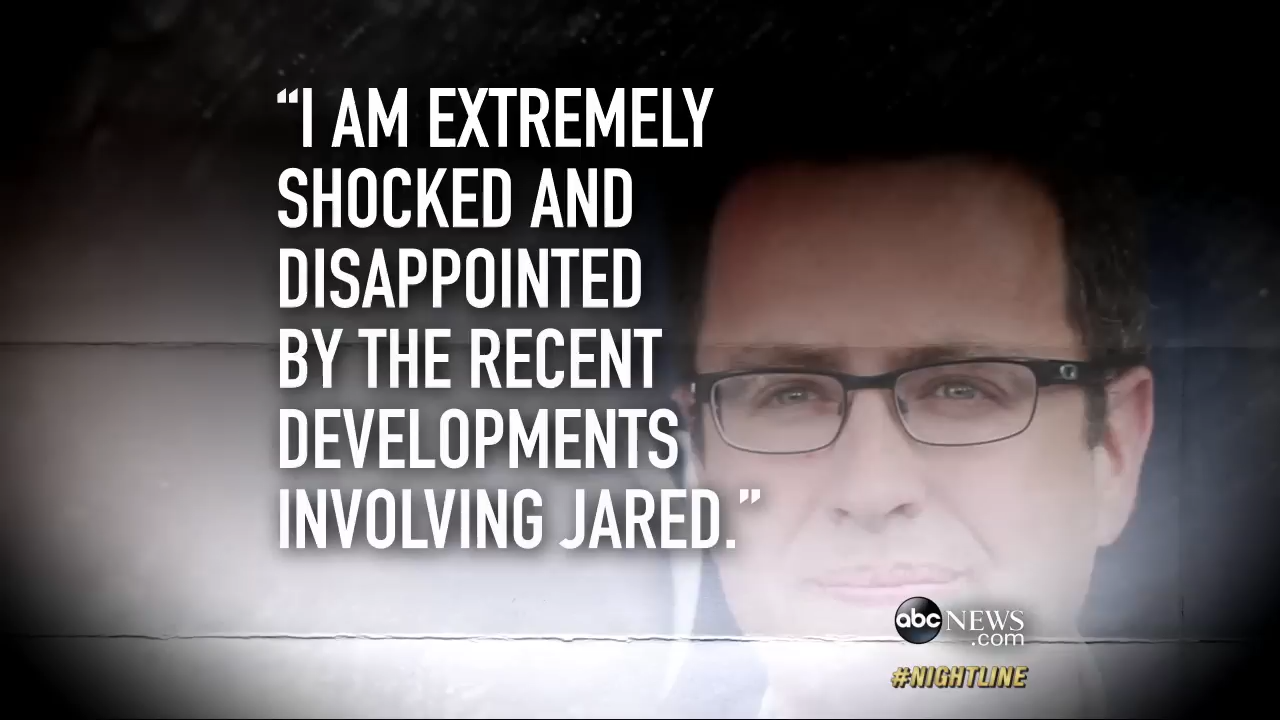 “I AM EXTREMELY
SHOCKED AND
DISAPPOINTED
BY THE RECENT
DEVELOPMENTS
INVOLVING JARED.”
abc NEWS
.com
#NIGHTLINE